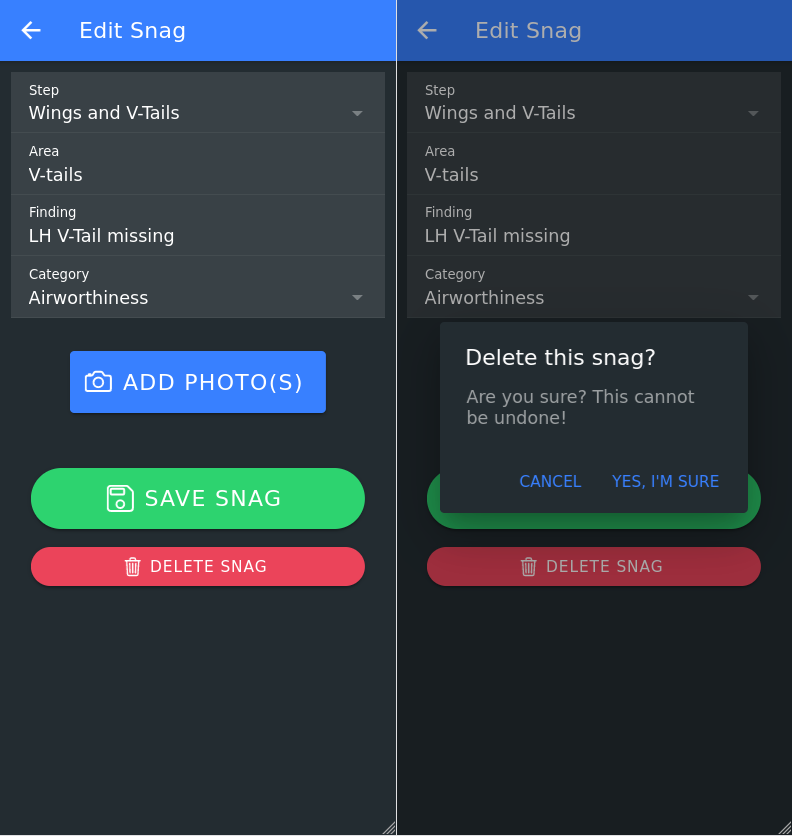 Edit Snag
Step
Wings and V-Tails
Area
V-tails
Finding
LH V-Tail missing
Category
Airworthiness
ADD PHOTO(S)
SAVE SNAG
DELETE SNAG
Edit Snag
Step
Wings and V-Tails
Area
V-tails
Finding
LH V-Tail missing
Category
Airworthiness
Delete this snag?
Are you sure? This cannot
be undone!
CANCEL YES, I'M SURE
DELETE SNAG